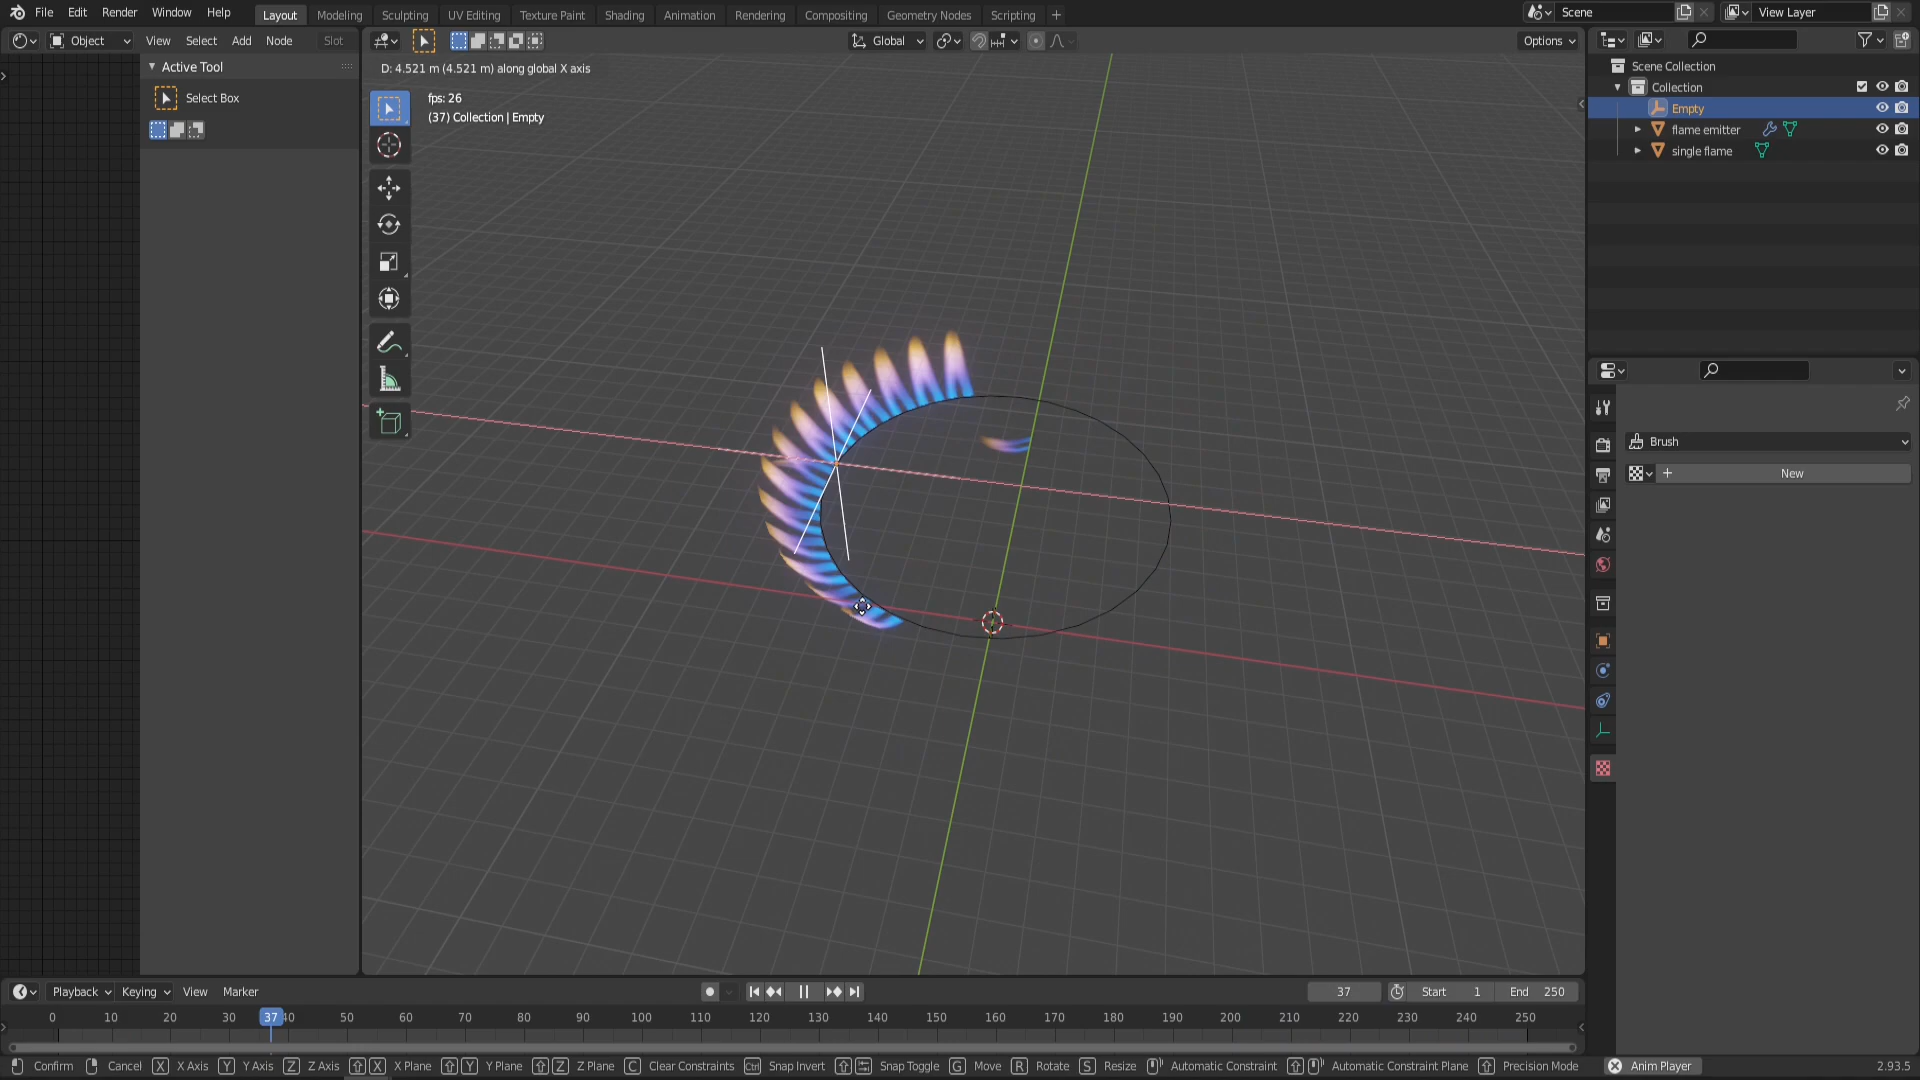 File Edit Render Window Help Layout Modeling Sculpting UV Editing Texture Paint Shading Animation Rendering Compositing Geometry Nodes Scripting + Scene View Layer
Object View Select Add Node Slot Global Options
Active Tool
Select Box
D: 4.521 m (4.521 m) along global X axis
fps: 26
(37) Collection | Empty
Scene Collection
Collection
Empty
flame emitter
single flame
Brush
+ New
Playback Keying View Marker 37 Start 1 End 250
0 10 20 30 37 40 50 60 70 80 90 100 110 120 130 140 150 160 170 180 190 200 210 220 230 240 250
Confirm Cancel X X Axis Y Y Axis Z Z Axis X X Plane Y Y Plane Z Z Plane C Clear Constraints Ctrl Snap Invert Snap Toggle G Move R Rotate S Resize Automatic Constraint Automatic Constraint Plane Precision Mode Anim Player 2.93.5